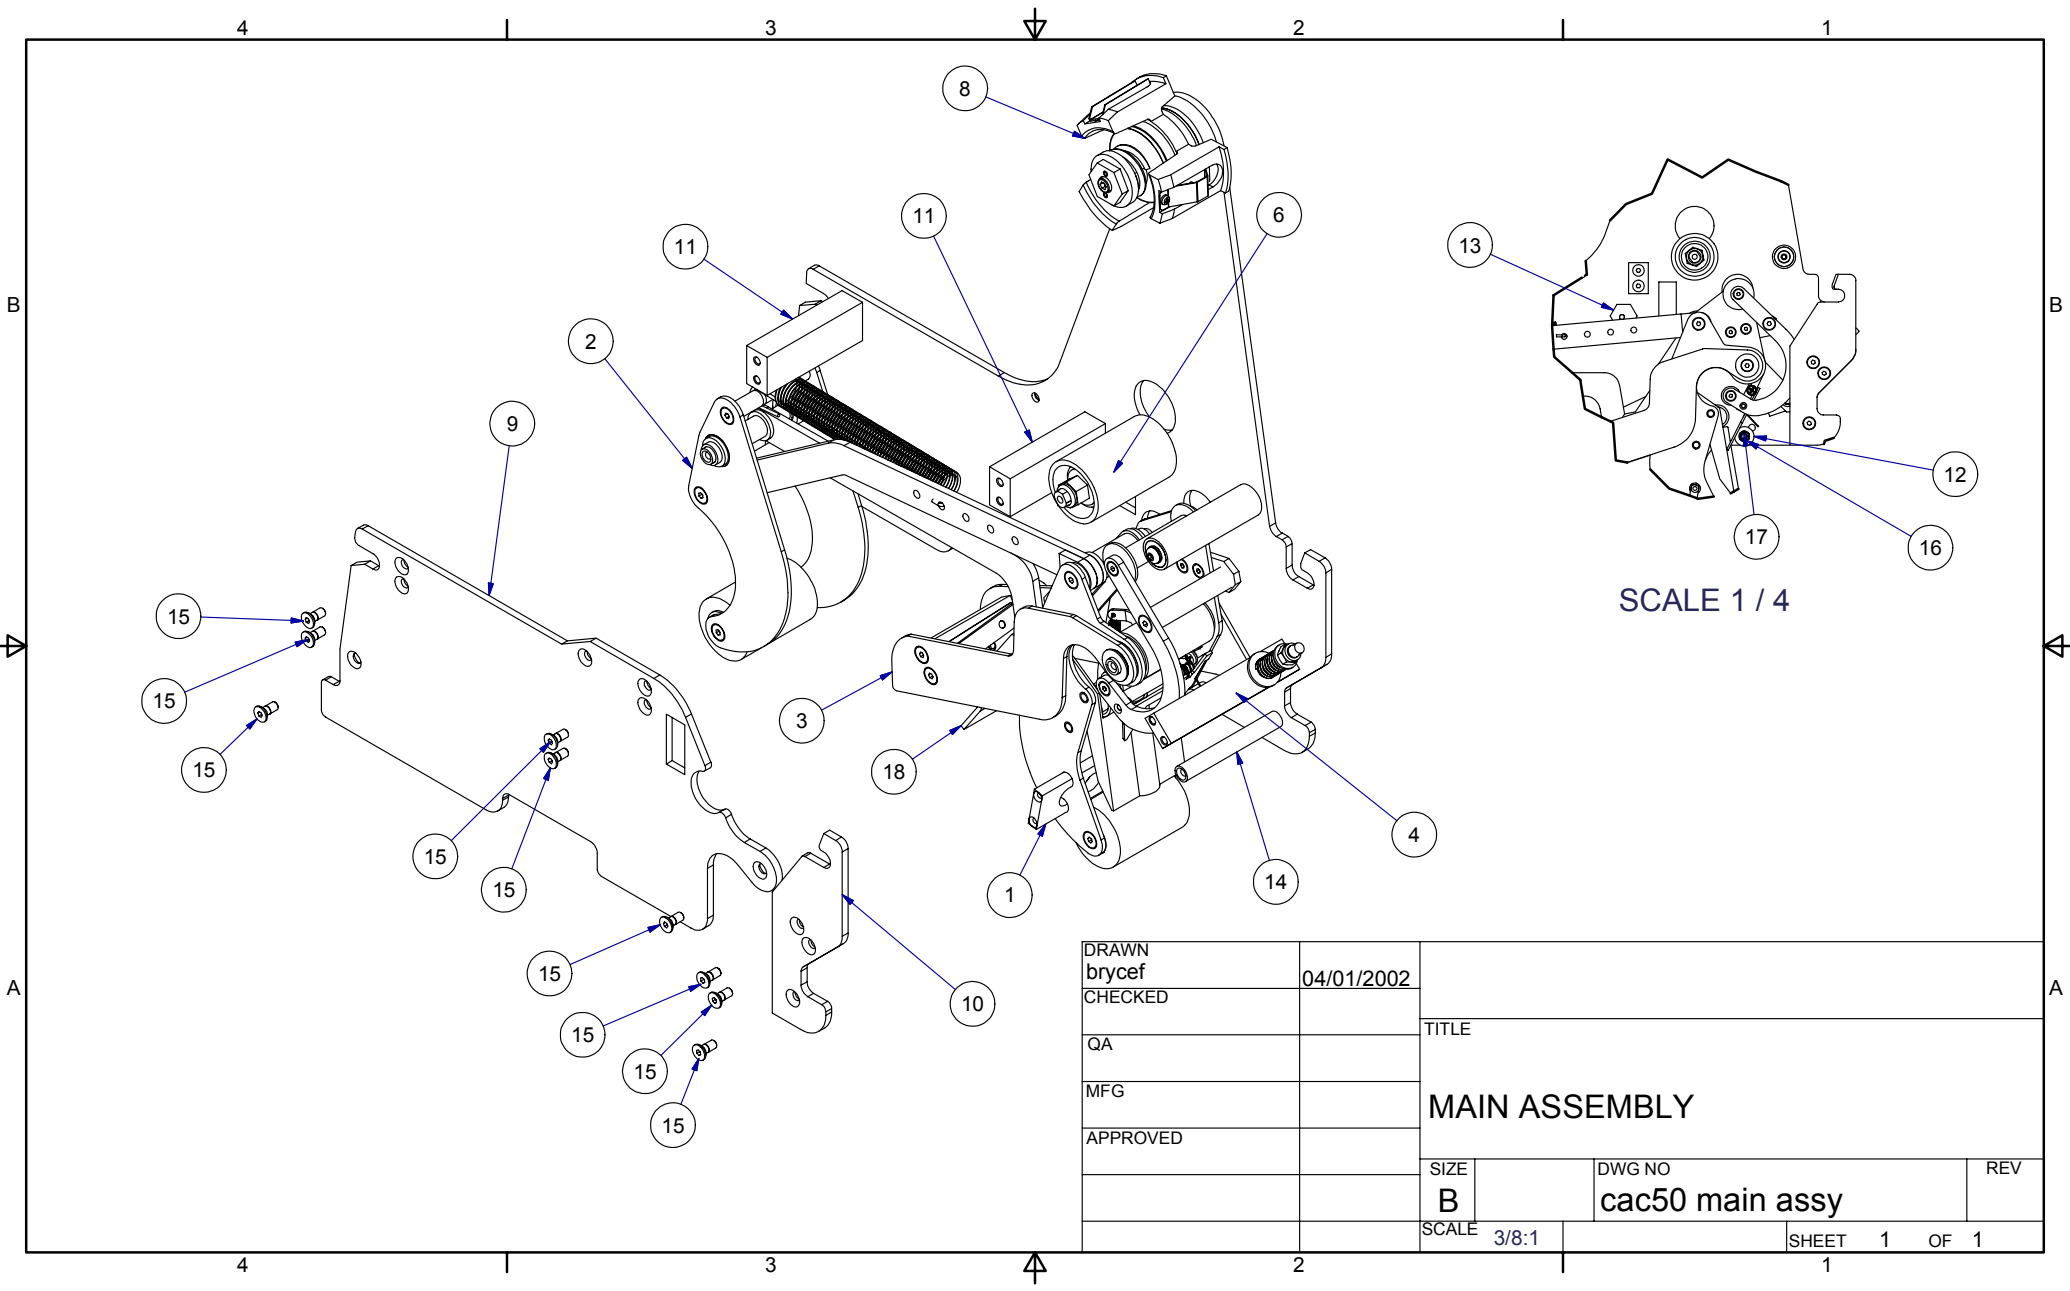 4 3 2 1
8
11
11
6
13
B
B
2
9
12
17
16
SCALE 1 / 4
15
15
3
15
18
4
15
15
14
1
15
10
A
A
15
15
15
DRAWN
brycef
04/01/2002
CHECKED
QA
MFG
APPROVED
TITLE
MAIN ASSEMBLY
SIZE
B
DWG NO
cac50 main assy
REV
SCALE 3/8:1
SHEET 1 OF 1
4 3 2 1